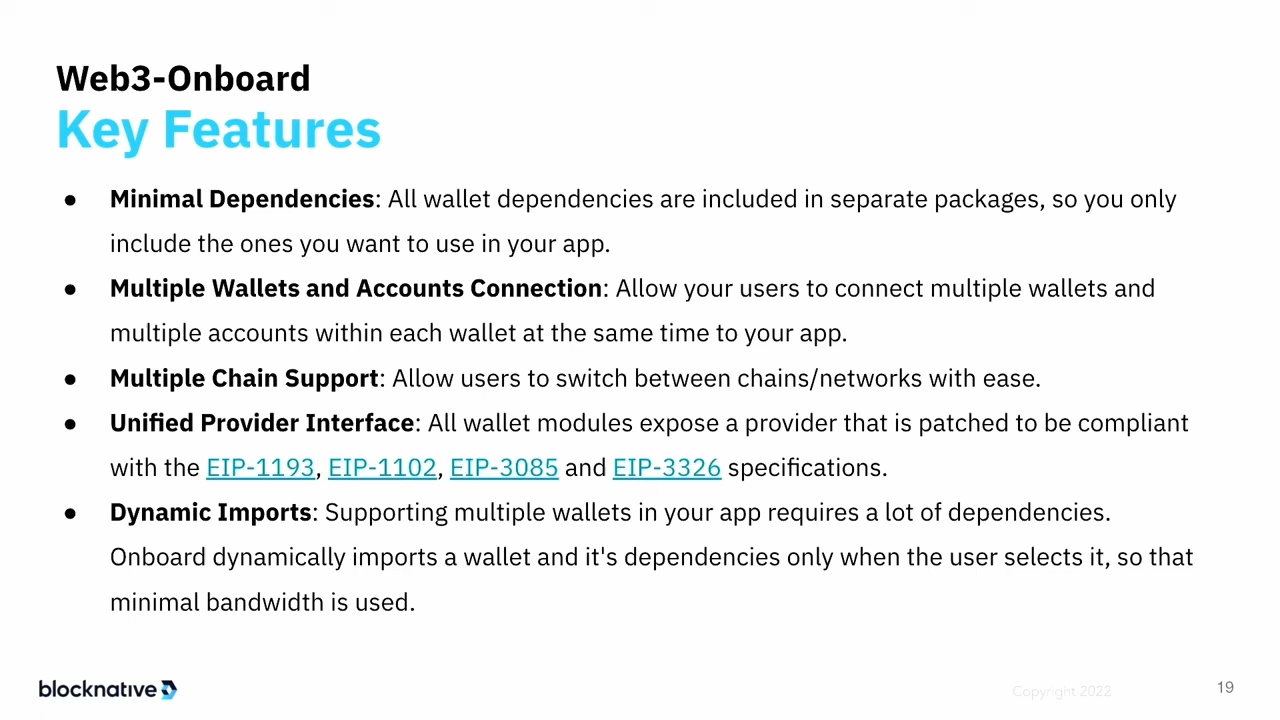 Web3-Onboard
Key Features
● Minimal Dependencies: All wallet dependencies are included in separate packages, so you only
include the ones you want to use in your app.
● Multiple Wallets and Accounts Connection: Allow your users to connect multiple wallets and
multiple accounts within each wallet at the same time to your app.
● Multiple Chain Support: Allow users to switch between chains/networks with ease.
● Unified Provider Interface: All wallet modules expose a provider that is patched to be compliant
with the EIP-1193, EIP-1102, EIP-3085 and EIP-3326 specifications.
● Dynamic Imports: Supporting multiple wallets in your app requires a lot of dependencies.
Onboard dynamically imports a wallet and it's dependencies only when the user selects it, so that
minimal bandwidth is used.
blocknative
Copyright 2022
19